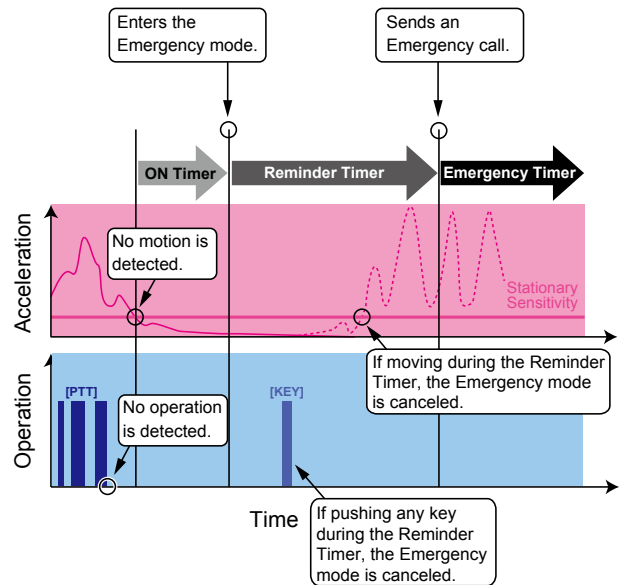 Enters the
Emergency mode.
Sends an
Emergency call.
ON Timer
Reminder Timer
Emergency Timer
Acceleration
No motion is
detected.
Stationary
Sensitivity
If moving during the Reminder
Timer, the Emergency mode
is canceled.
Operation
[PTT]
No operation
is detected.
[KEY]
If pushing any key
during the Reminder
Timer, the Emergency
mode is canceled.
Time